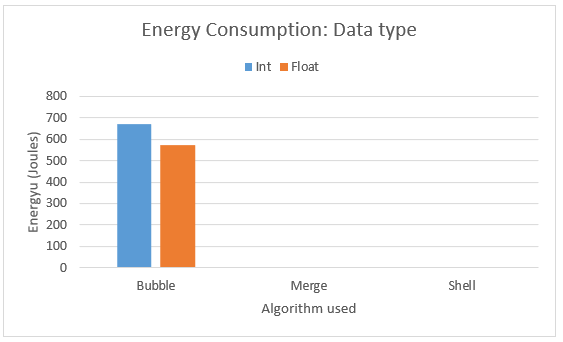 Energy Consumption: Data type
Int Float
800
700
600
500
400
300
200
100
0
Energyu (Joules)
Bubble Merge Shell
Algorithm used